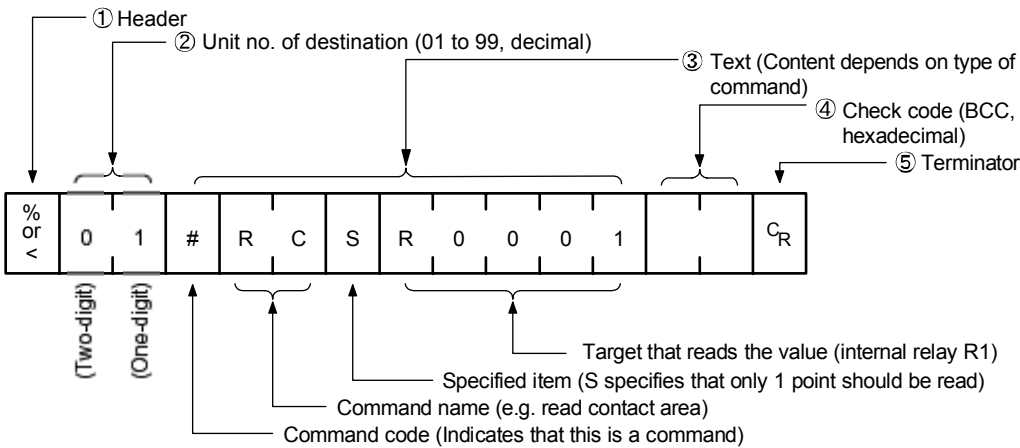 ① Header
② Unit no. of destination (01 to 99, decimal)
③ Text (Content depends on type of
command)
④ Check code (BCC,
hexadecimal)
⑤ Terminator
%
or
<
0 1 # R C S R 0 0 0 1 CR
(Two-digit)
(One-digit)
Target that reads the value (internal relay R1)
Specified item (S specifies that only 1 point should be read)
Command name (e.g. read contact area)
Command code (Indicates that this is a command)